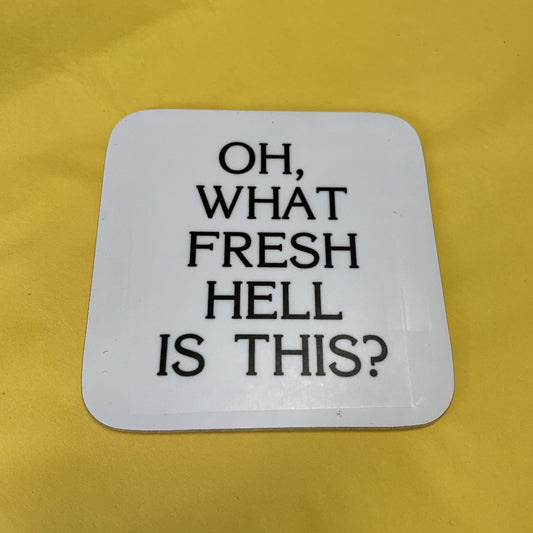 OH,
WHAT
FRESH
HELL
IS THIS?